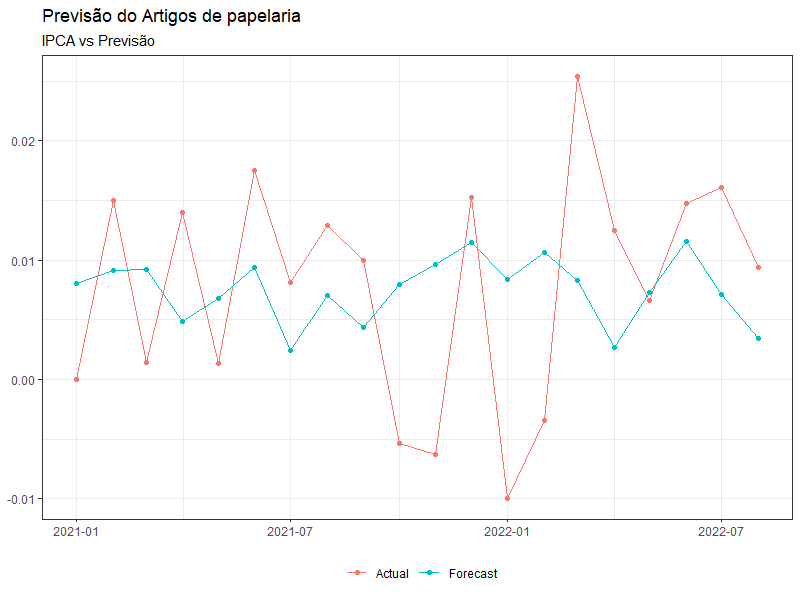 Previsão do Artigos de papelaria
IPCA vs Previsão
0.02
0.01
0.00
-0.01
2021-01 2021-07 2022-01 2022-07
Actual Forecast